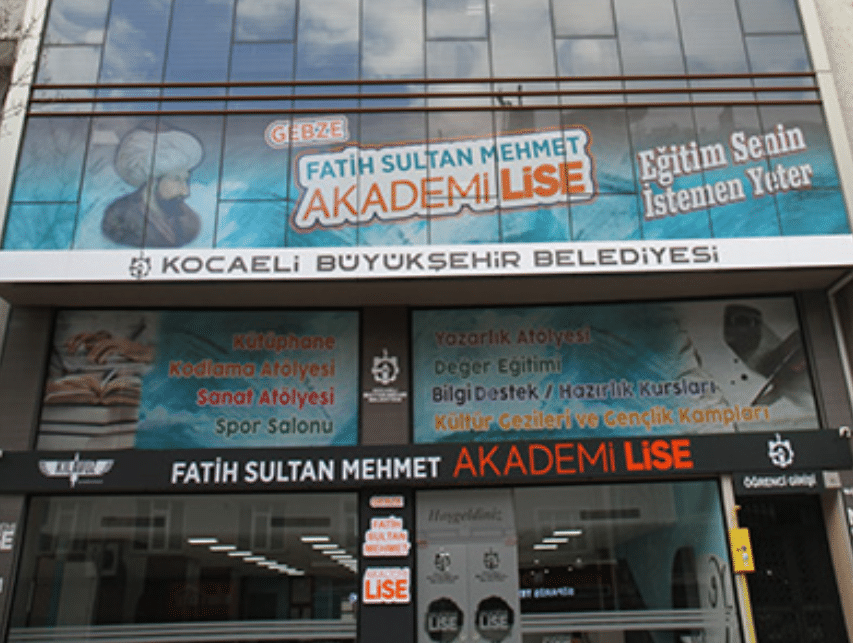 GEBZE
FATİH SULTAN MEHMET
AKADEMİ LİSE
Eğitim Senin
İstemen Yeter
KOCAELİ BÜYÜKŞEHİR BELEDİYESİ
Kütüphane
Kodlama Atölyesi
Sanat Atölyesi
Spor Salonu
Yazarlık Atölyesi
Değer Eğitimi
Bilgi Destek / Hazırlık Kursları
Kültür Gezileri ve Gençlik Kampları
FATİH SULTAN MEHMET AKADEMİ LİSE
ÖĞRENCİ GİRİŞİ
GEBZE
FATİH
SULTAN
MEHMET
AKADEMİ
LİSE
Hoşgeldiniz
LİSE
LİSE